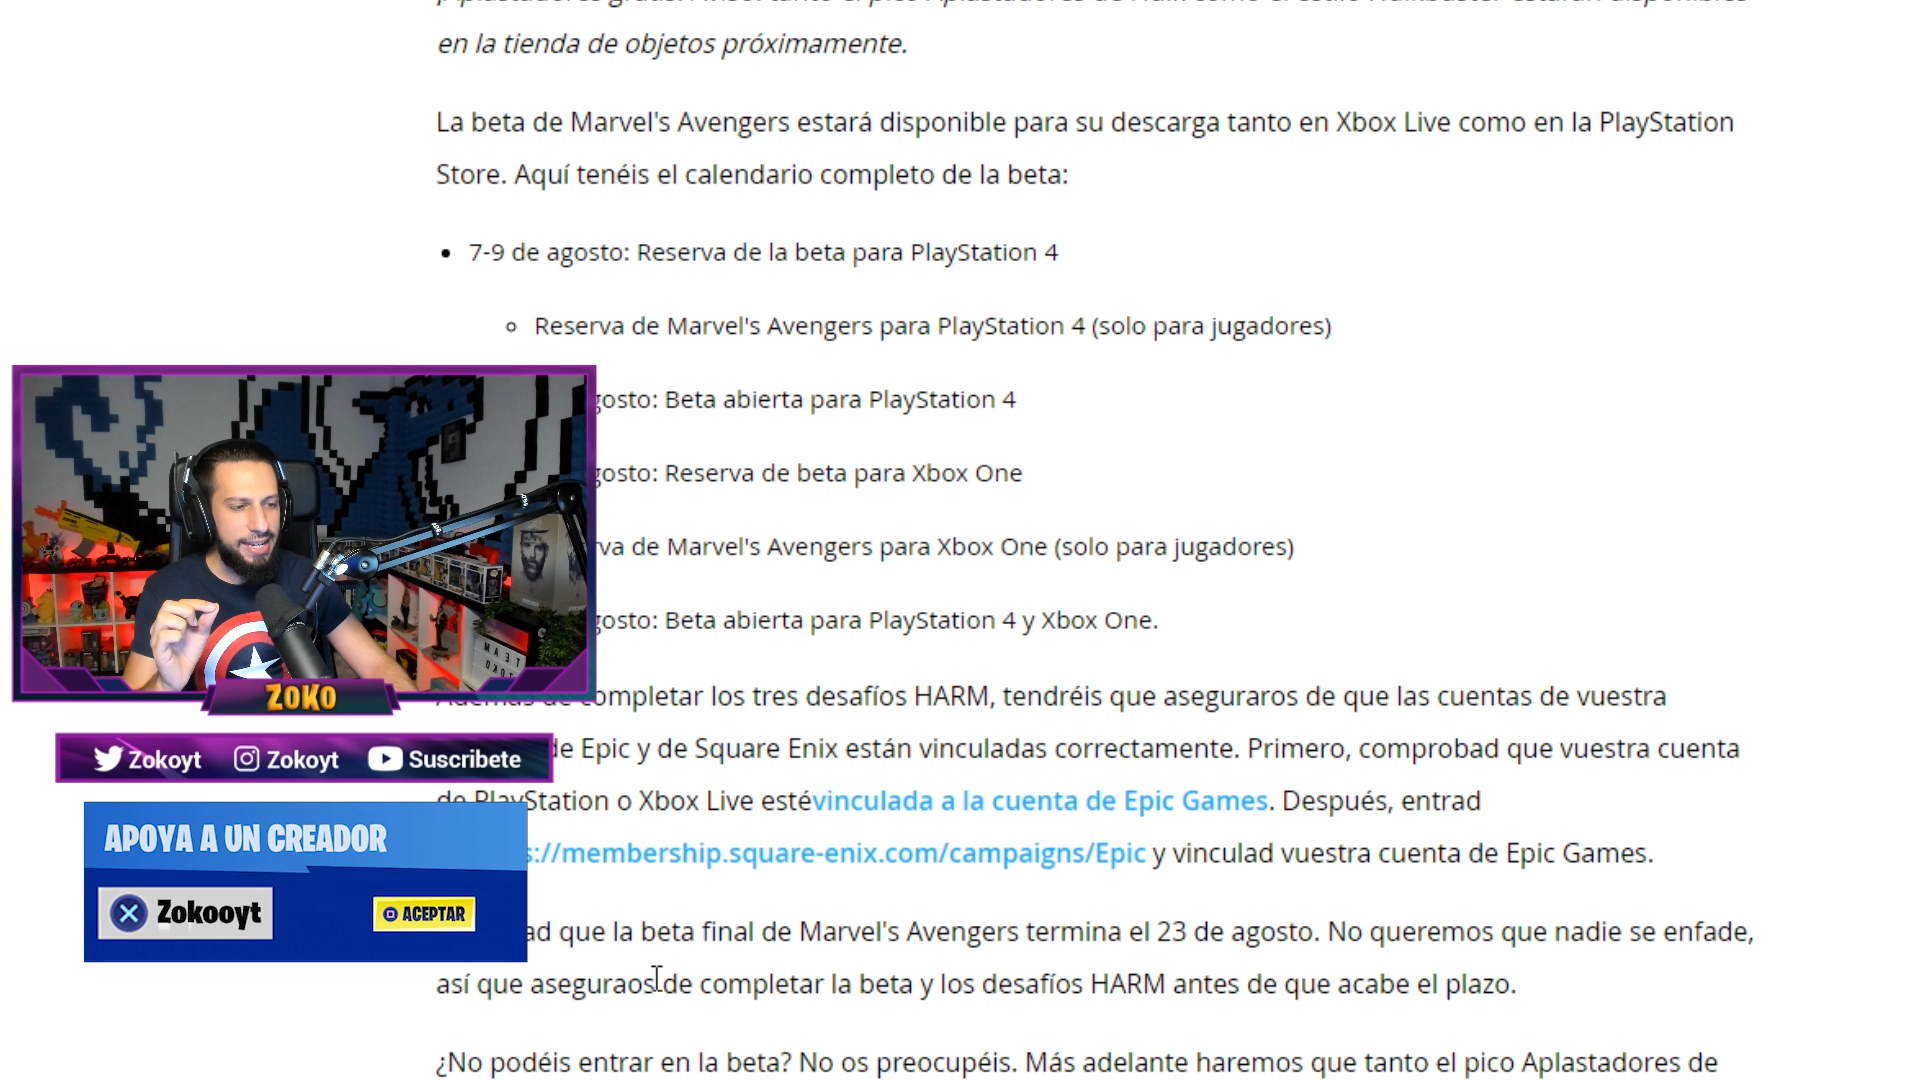 en la tienda de objetos próximamente.
La beta de Marvel's Avengers estará disponible para su descarga tanto en Xbox Live como en la PlayStation
Store. Aquí tenéis el calendario completo de la beta:
7-9 de agosto: Reserva de la beta para PlayStation 4
Reserva de Marvel's Avengers para PlayStation 4 (solo para jugadores)
gosto: Beta abierta para PlayStation 4
gosto: Reserva de beta para Xbox One
va de Marvel's Avengers para Xbox One (solo para jugadores)
gosto: Beta abierta para PlayStation 4 y Xbox One.
Además de completar los tres desafíos HARM, tendréis que aseguraros de que las cuentas de vuestra
de Epic y de Square Enix están vinculadas correctamente. Primero, comprobad que vuestra cuenta
de PlayStation o Xbox Live estévinculada a la cuenta de Epic Games. Después, entrad
s://membership.square-enix.com/campaigns/Epic y vinculad vuestra cuenta de Epic Games.
ad que la beta final de Marvel's Avengers termina el 23 de agosto. No queremos que nadie se enfade,
así que aseguraos de completar la beta y los desafíos HARM antes de que acabe el plazo.
¿No podéis entrar en la beta? No os preocupéis. Más adelante haremos que tanto el pico Aplastadores de
ZOKO
Zokoyt Zokoyt Suscribete
APOYA A UN CREADOR
Zokooyt ACEPTAR